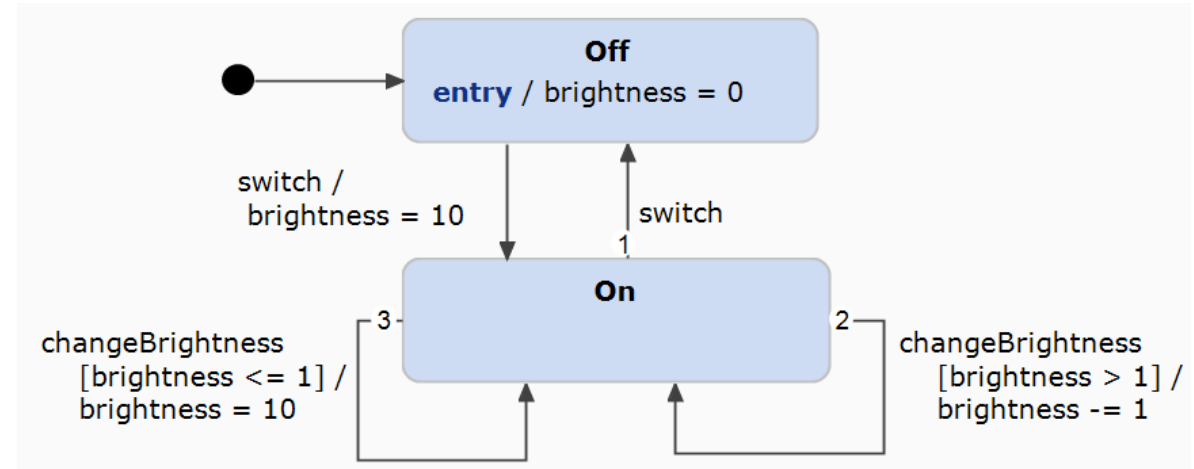 Off
entry / brightness = 0
switch /
brightness = 10
switch
1
On
3
2
changeBrightness
[brightness <= 1] /
brightness = 10
changeBrightness
[brightness > 1] /
brightness -= 1